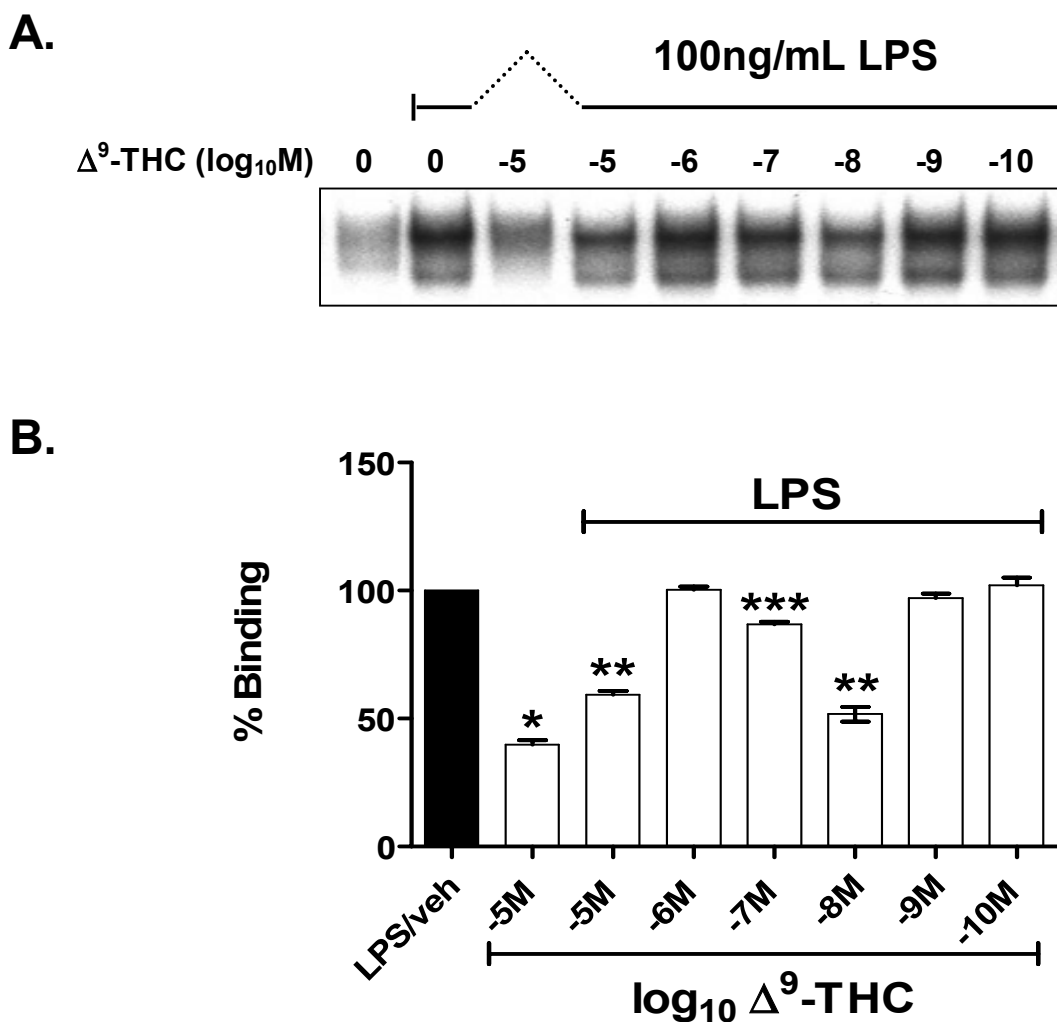 A.
100ng/mL LPS
Δ⁹-THC (log₁₀M) 0 0 -5 -5 -6 -7 -8 -9 -10
B.
150
100
50
0
% Binding
LPS
*
**
***
**
LPS/veh -5M -5M -6M -7M -8M -9M -10M
log₁₀ Δ⁹-THC